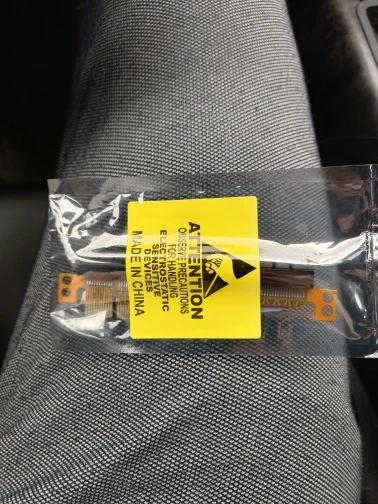 ATTENTION
OBSERVE PRECAUTIONS
FOR HANDLING
ELECTROSTATIC
SENSITIVE
DEVICES
MADE IN CHINA